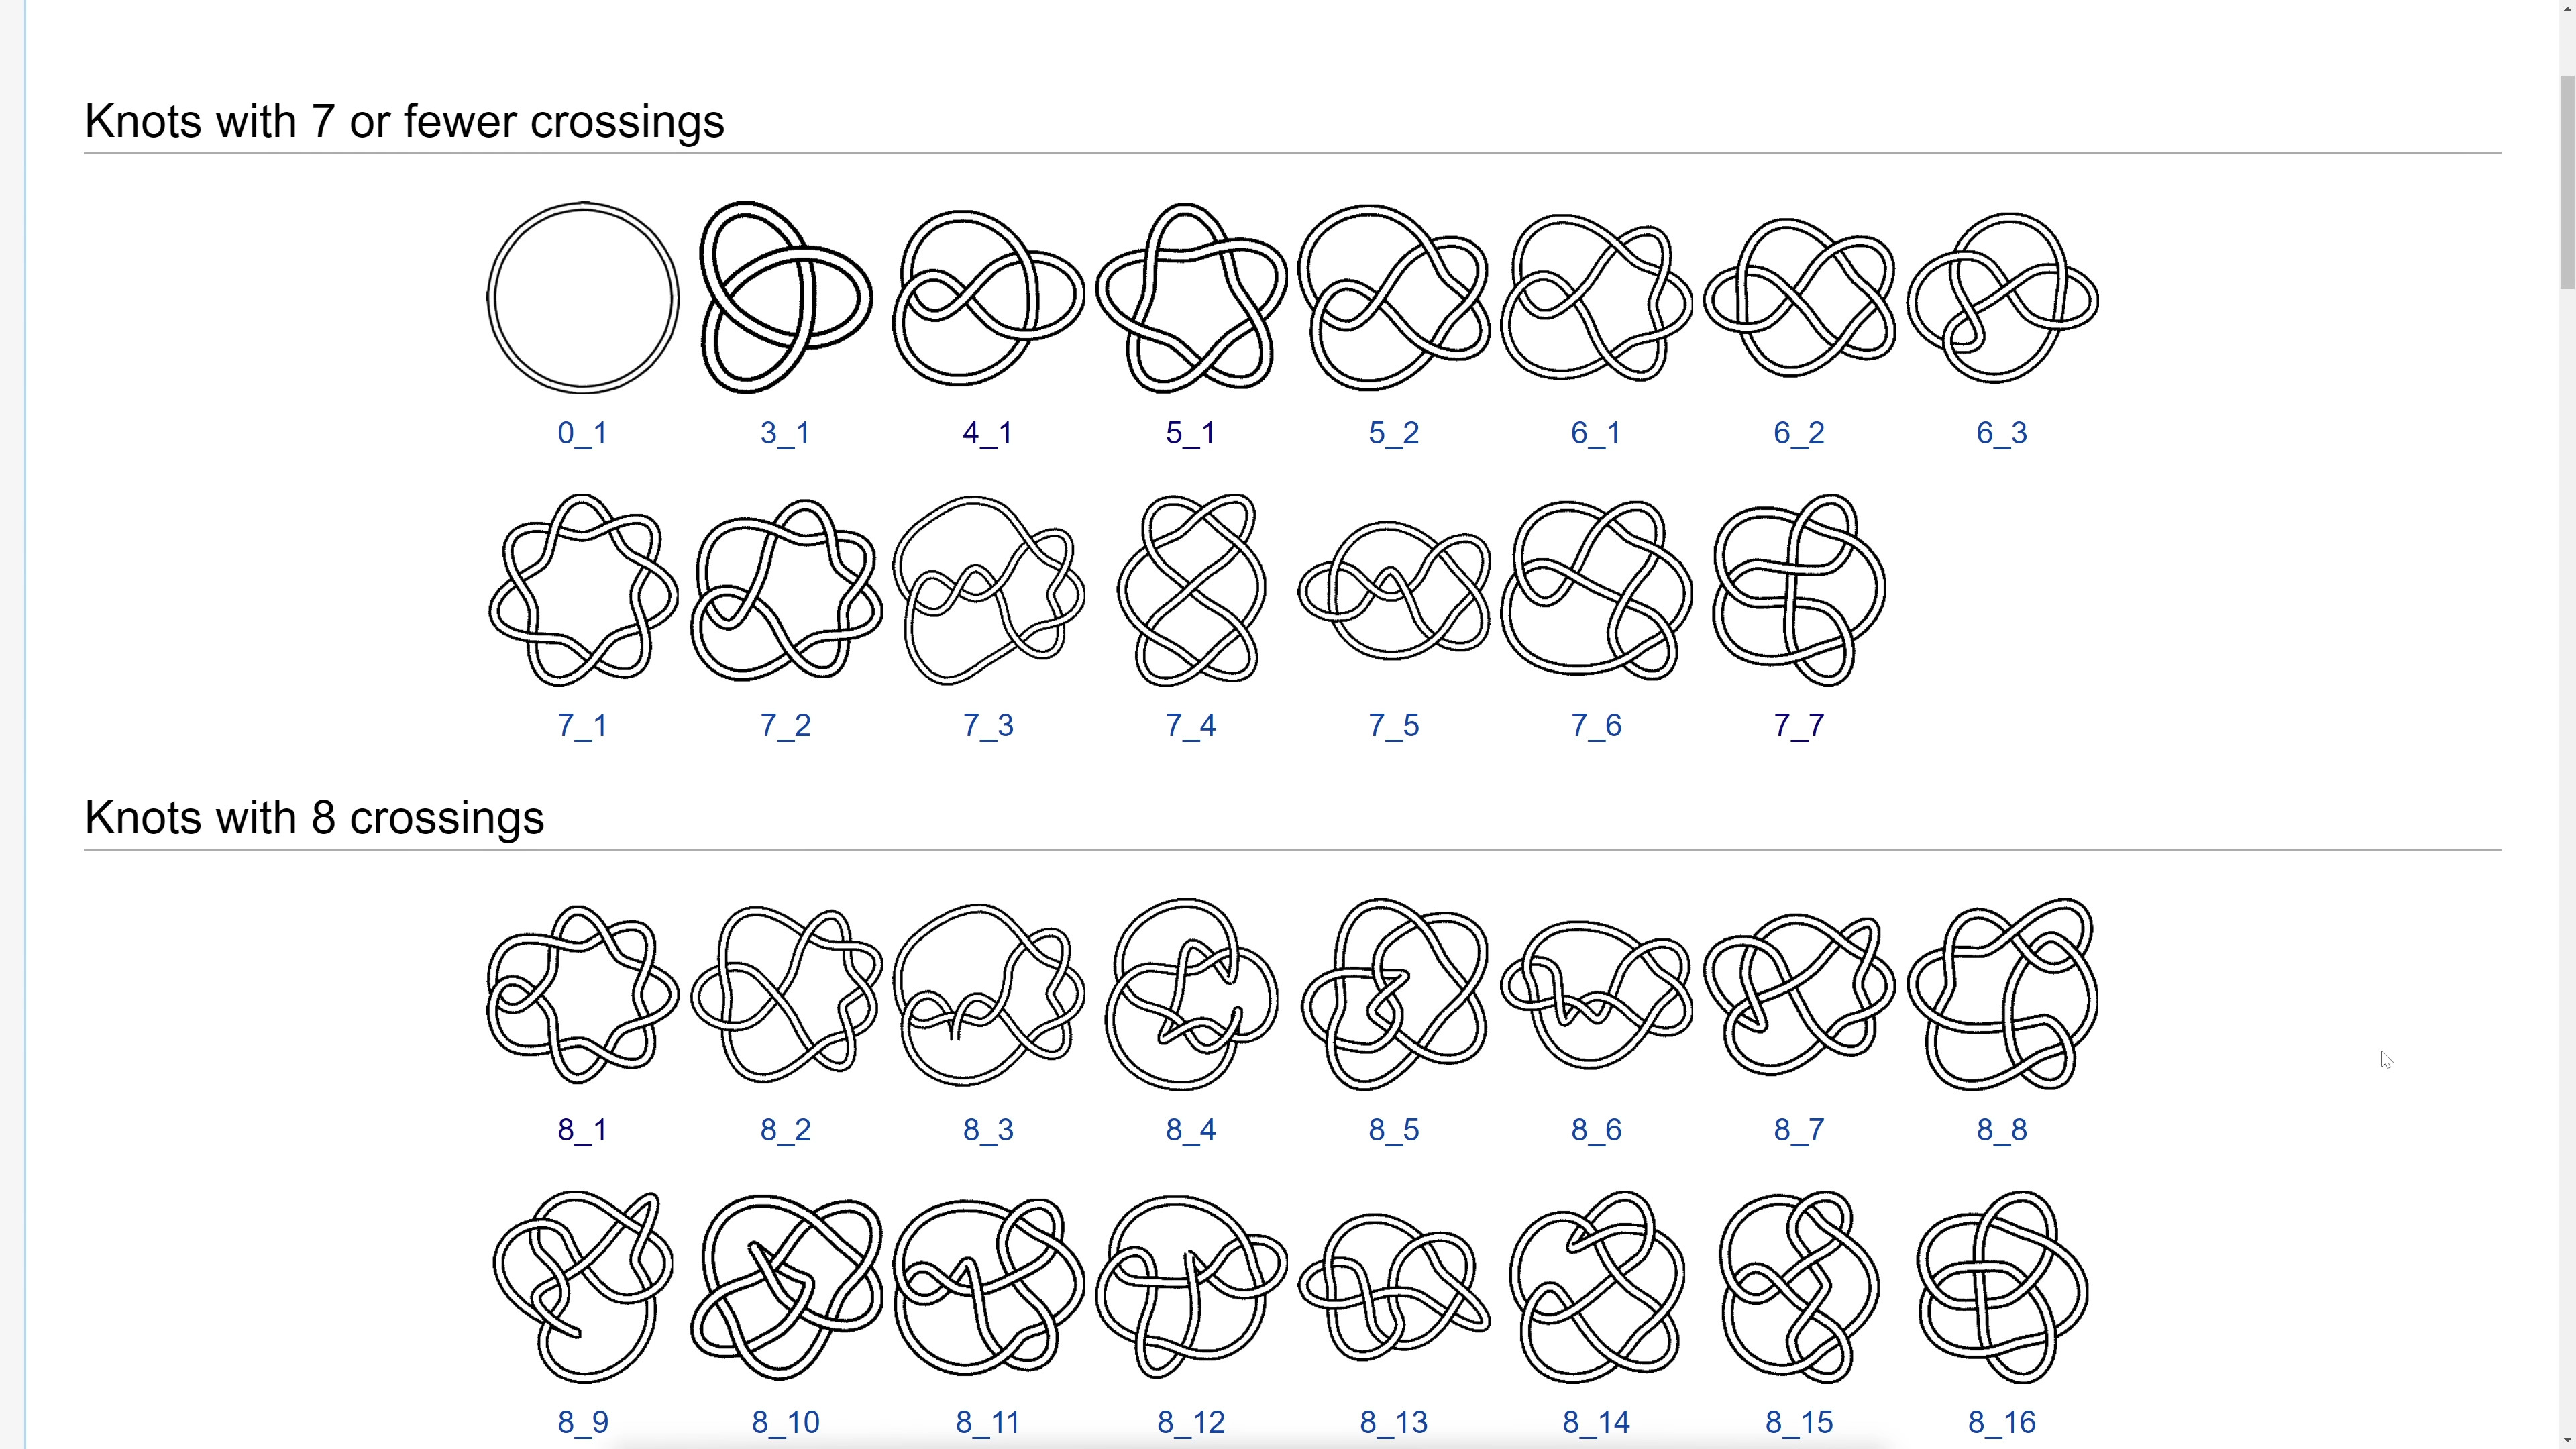 Knots with 7 or fewer crossings
0_1 3_1 4_1 5_1 5_2 6_1 6_2 6_3
7_1 7_2 7_3 7_4 7_5 7_6 7_7
Knots with 8 crossings
8_1 8_2 8_3 8_4 8_5 8_6 8_7 8_8
8_9 8_10 8_11 8_12 8_13 8_14 8_15 8_16